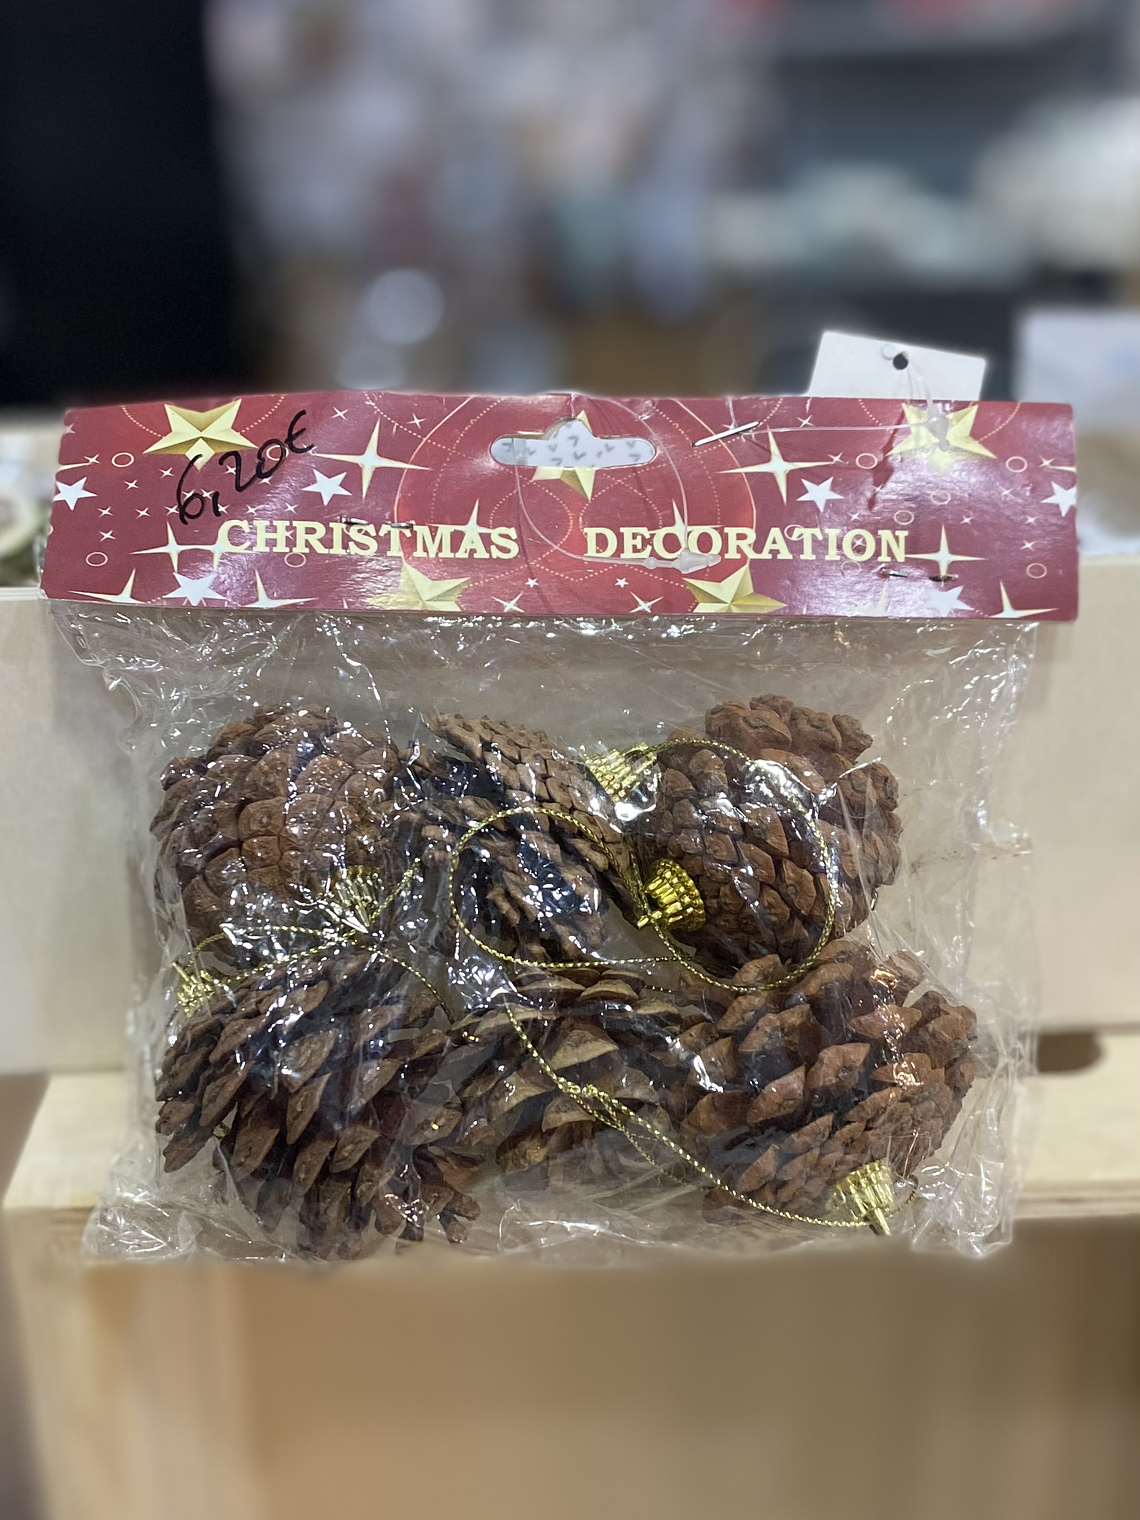 6,20€
CHRISTMAS DECORATION